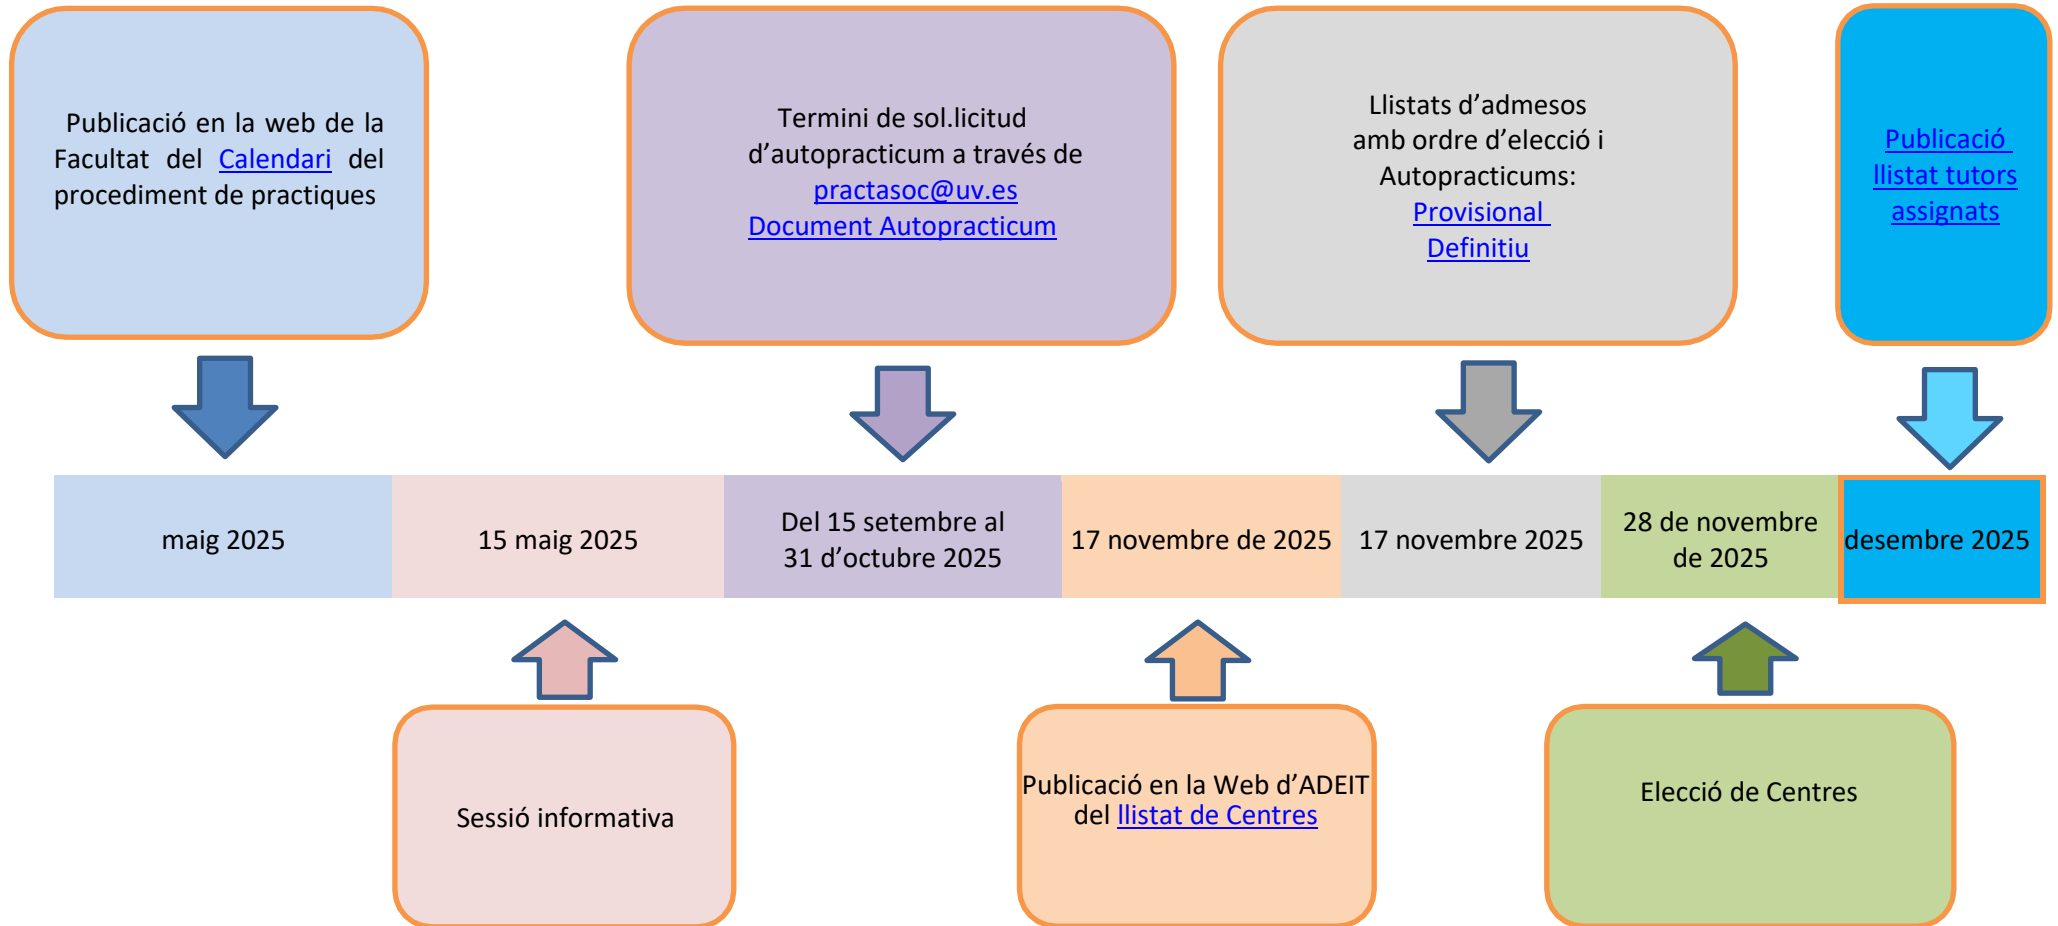 Publicació en la web de la
Facultat del Calendari del
procediment de practiques
Termini de sol.licitud
d’autopracticum a través de
practasoc@uv.es
Document Autopracticum
Llistats d’admesos
amb ordre d’elecció i
Autopracticums:
Provisional
Definitiu
Publicació
llistat tutors
assignats
maig 2025
15 maig 2025
Del 15 setembre al
31 d’octubre 2025
17 novembre de 2025
17 novembre 2025
28 de novembre
de 2025
desembre 2025
Sessió informativa
Publicació en la Web d’ADEIT
del llistat de Centres
Elecció de Centres